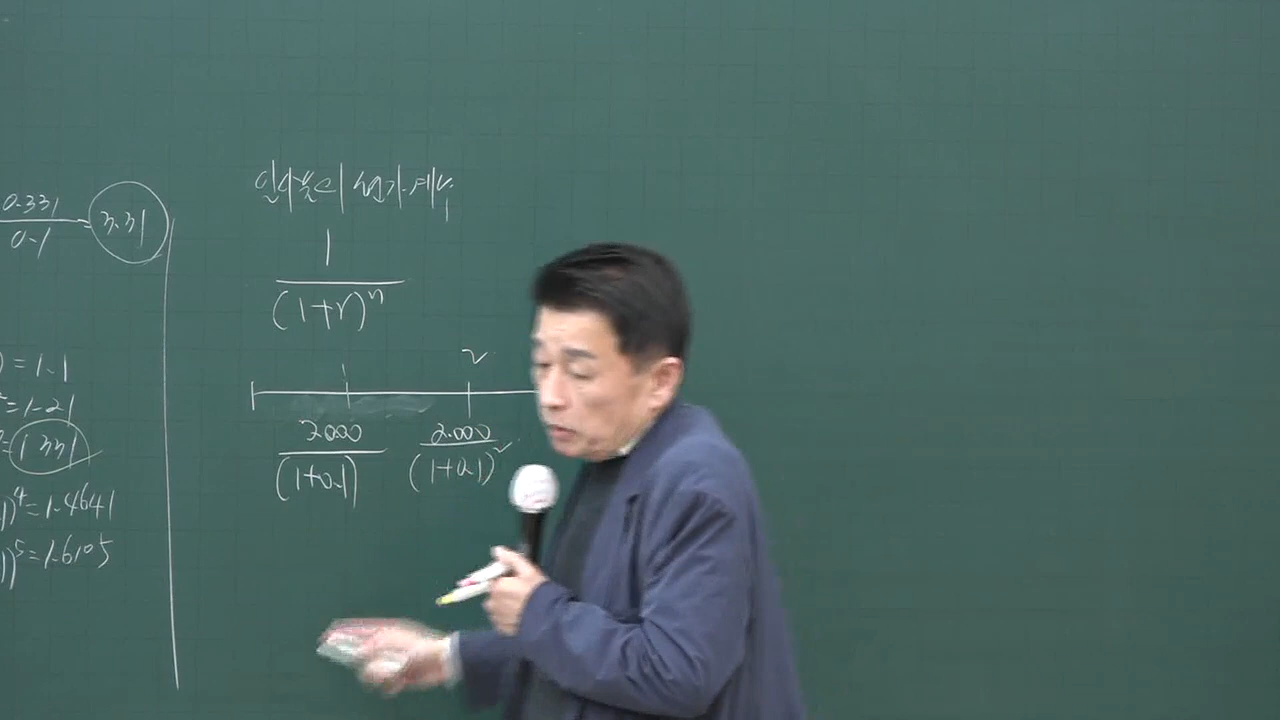 0.331
0.1
3.31
) = 1.1
= 1.21
= 1.331
)⁴ = 1.4641
)⁵ = 1.6105
일시불의 현가계수
1
(1+r)ⁿ
1
2
2.000
(1+0.1)
2.000
(1+0.1)²